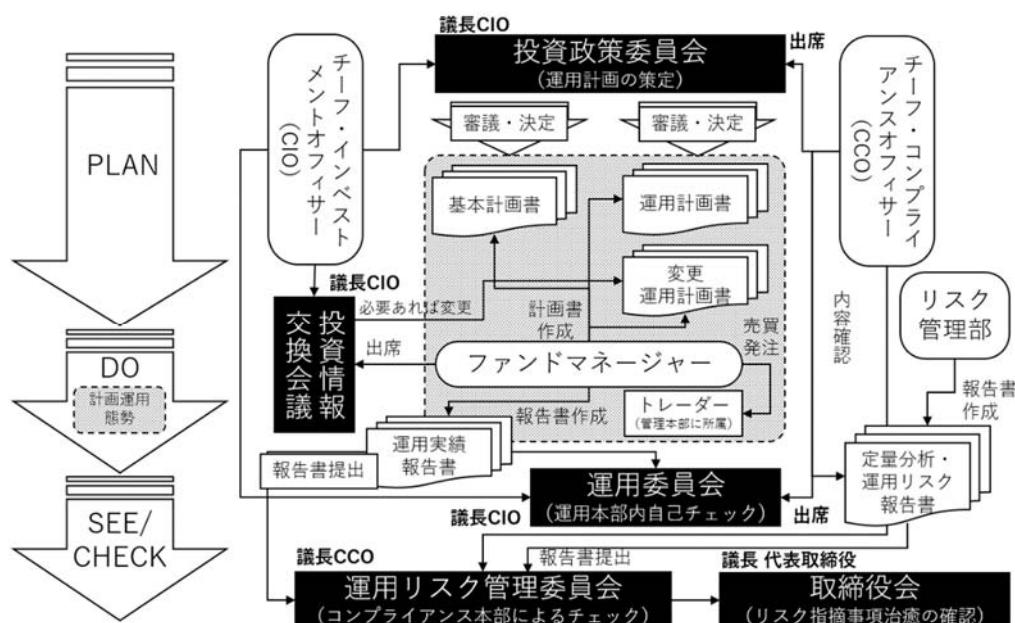 議長CIO
投資政策委員会
(運用計画の策定)
出席
チーフ・インベスト
メントオフィサー
(CIO)
チーフ・コンプライ
アンスオフィサー
(CCO)
PLAN
審議・決定
審議・決定
基本計画書
運用計画書
変更
運用計画書
議長CIO
必要あれば変更
投資情報
交換会議
出席
計画書
作成
売買
発注
内容確認
リスク
管理部
ファンドマネージャー
DO
計画運用
態勢
報告書作成
トレーダー
(管理本部に所属)
報告書
作成
運用実績
報告書
報告書提出
定量分析・
運用リスク
報告書
運用委員会
(運用本部内自己チェック)
議長CIO
出席
SEE/
CHECK
報告書提出
議長CCO
運用リスク管理委員会
(コンプライアンス本部によるチェック)
議長 代表取締役
取締役会
(リスク指摘事項治癒の確認)